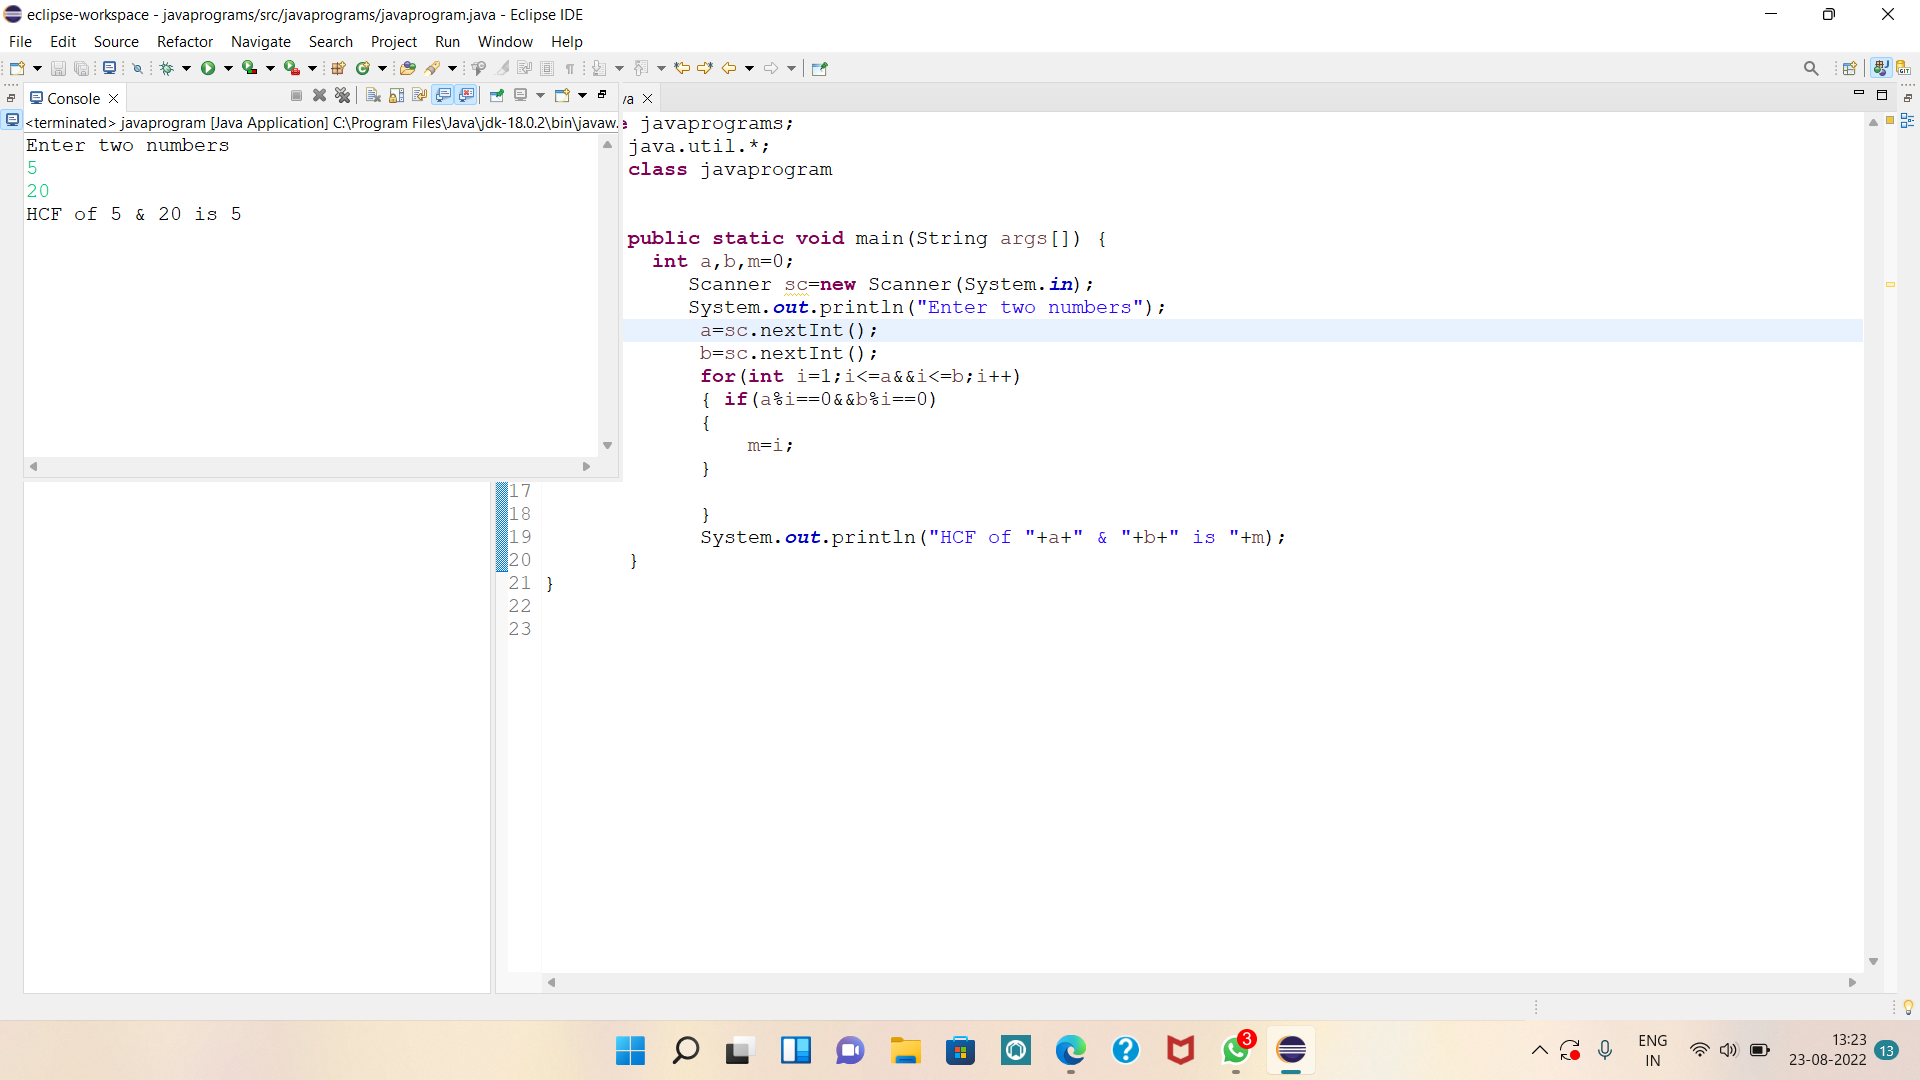 eclipse-workspace - javaprograms/src/javaprograms/javaprogram.java - Eclipse IDE
File Edit Source Refactor Navigate Search Project Run Window Help
Console
va
<terminated> javaprogram [Java Application] C:\Program Files\Java\jdk-18.0.2\bin\javaw.
Enter two numbers
5
20
HCF of 5 & 20 is 5
e javaprograms;
java.util.*;
class javaprogram
public static void main(String args[]) {
int a,b,m=0;
Scanner sc=new Scanner(System.in);
System.out.println("Enter two numbers");
a=sc.nextInt();
b=sc.nextInt();
for(int i=1;i<=a&&i<=b;i++)
{ if(a%i==0&&b%i==0)
{
m=i;
}
17
18 }
19 System.out.println("HCF of "+a+" & "+b+" is "+m);
20 }
21 }
22
23
3
ENG
IN
13:23
23-08-2022
13